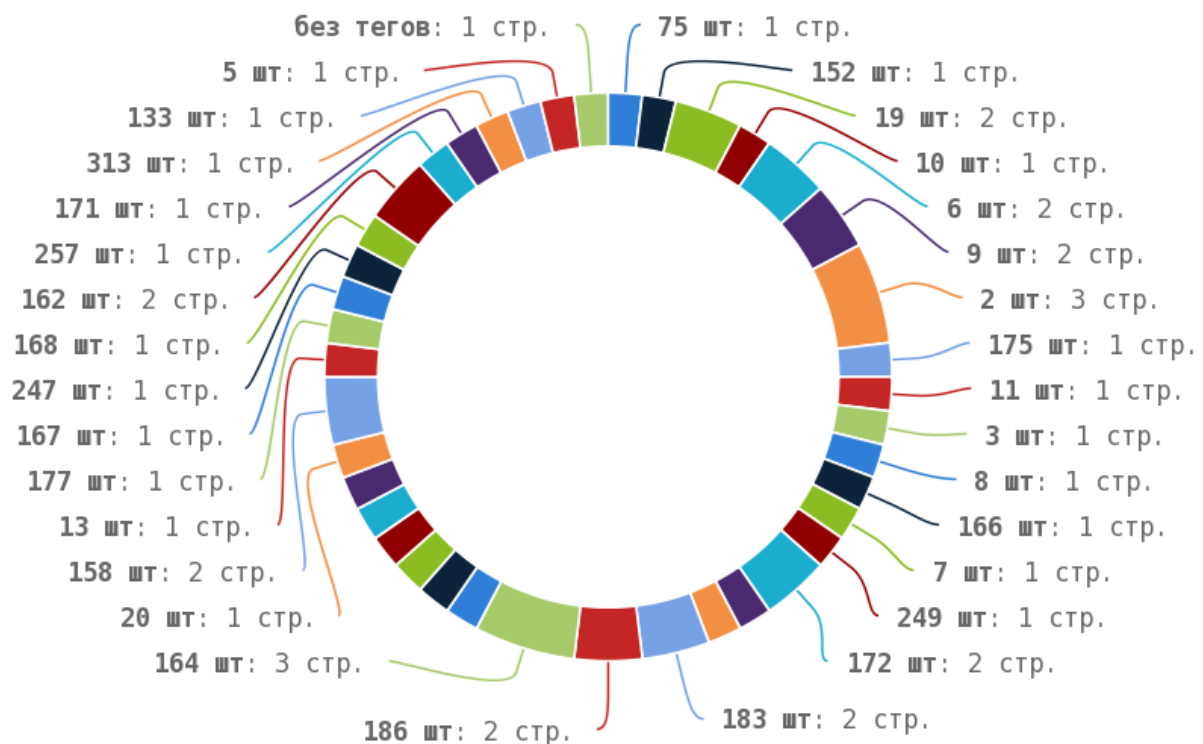 без тегов: 1 стр.
75 шт: 1 стр.
5 шт: 1 стр.
152 шт: 1 стр.
133 шт: 1 стр.
19 шт: 2 стр.
313 шт: 1 стр.
10 шт: 1 стр.
171 шт: 1 стр.
6 шт: 2 стр.
257 шт: 1 стр.
9 шт: 2 стр.
162 шт: 2 стр.
2 шт: 3 стр.
168 шт: 1 стр.
175 шт: 1 стр.
247 шт: 1 стр.
11 шт: 1 стр.
167 шт: 1 стр.
3 шт: 1 стр.
177 шт: 1 стр.
8 шт: 1 стр.
13 шт: 1 стр.
166 шт: 1 стр.
158 шт: 2 стр.
7 шт: 1 стр.
20 шт: 1 стр.
249 шт: 1 стр.
164 шт: 3 стр.
172 шт: 2 стр.
186 шт: 2 стр.
183 шт: 2 стр.